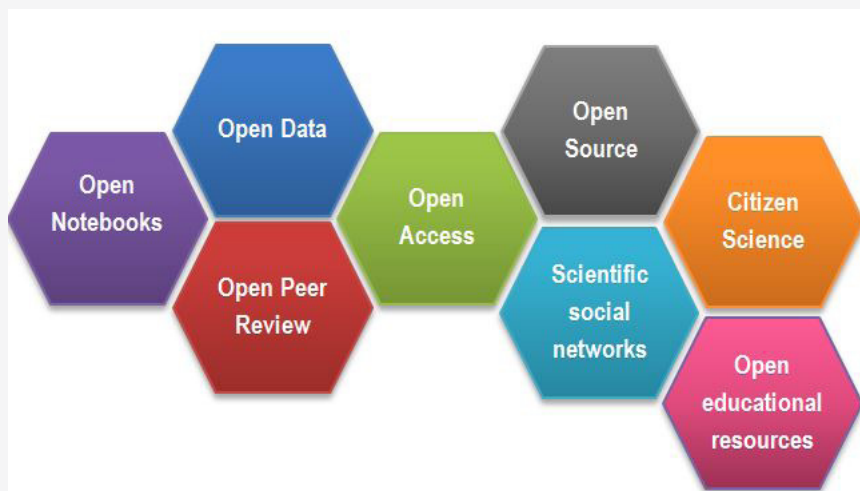 Open
Notebooks
Open Data
Open Peer
Review
Open
Access
Open
Source
Scientific
social
networks
Citizen
Science
Open
educational
resources